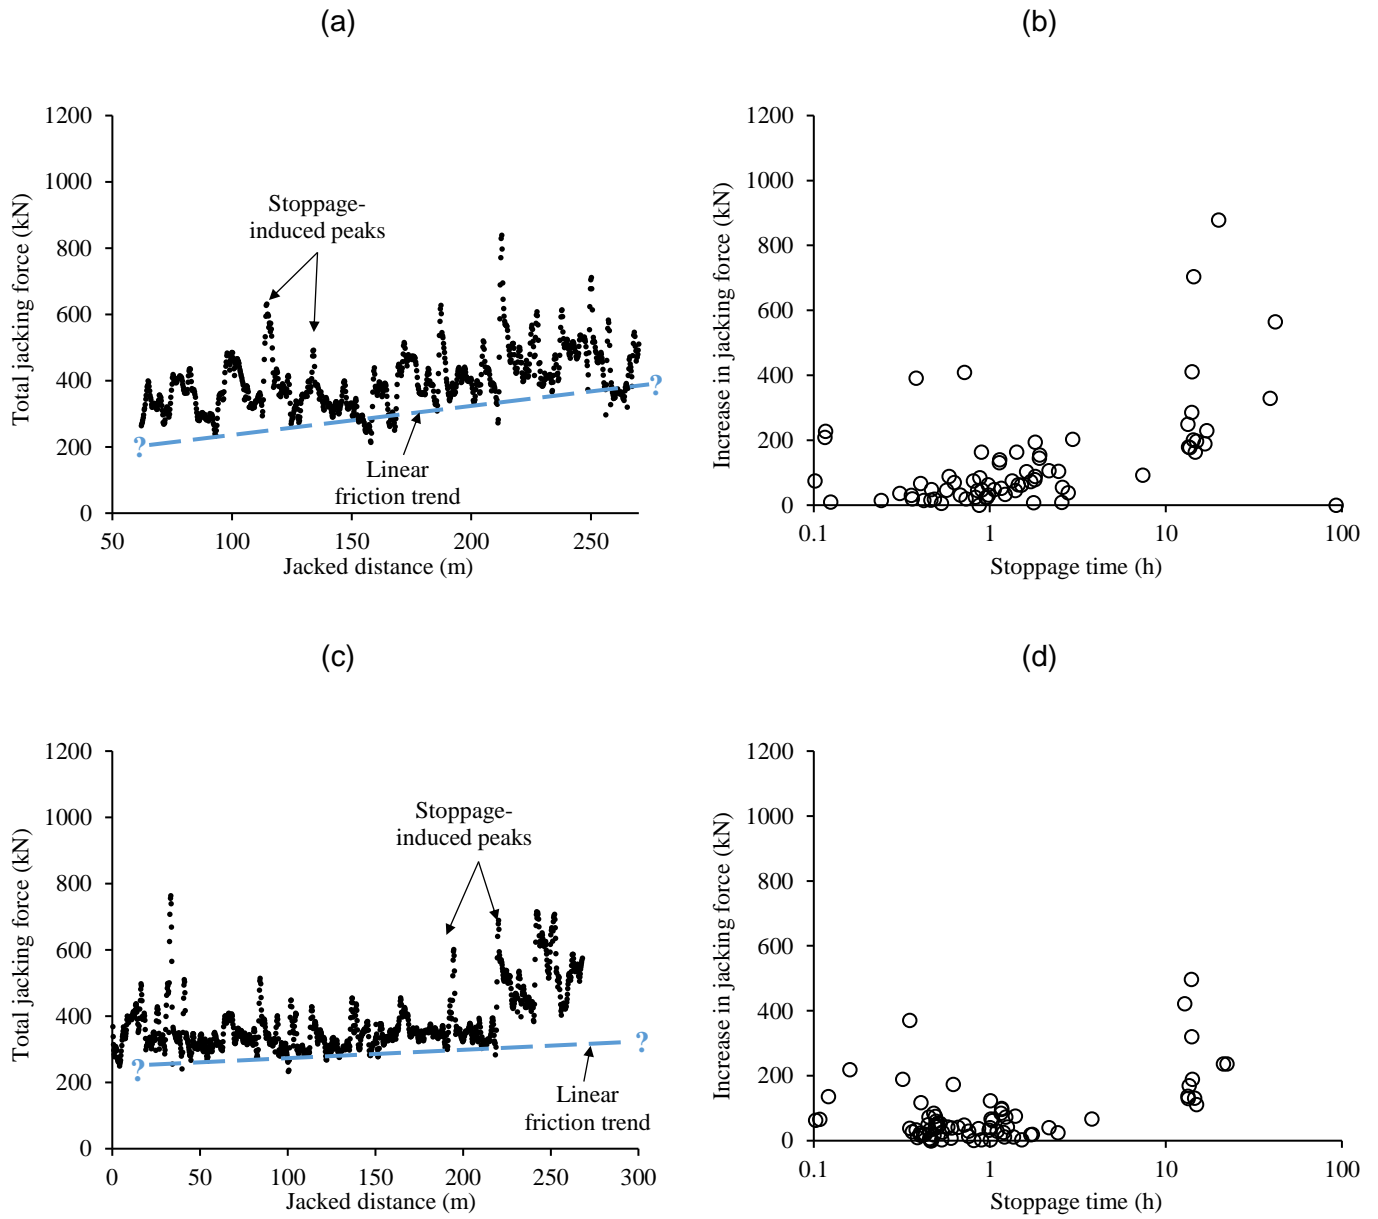 (a)
1200
1000
800
600
400
200
0
Total jacking force (kN)
Stoppage-
induced peaks
?
?
Linear
friction trend
50
100
150
200
250
Jacked distance (m)
(b)
1200
1000
800
600
400
200
0
Increase in jacking force (kN)
0.1
1
10
100
Stoppage time (h)
(c)
1200
1000
800
600
400
200
0
Total jacking force (kN)
Stoppage-
induced peaks
?
?
Linear
friction trend
0
50
100
150
200
250
300
Jacked distance (m)
(d)
1200
1000
800
600
400
200
0
Increase in jacking force (kN)
0.1
1
10
100
Stoppage time (h)